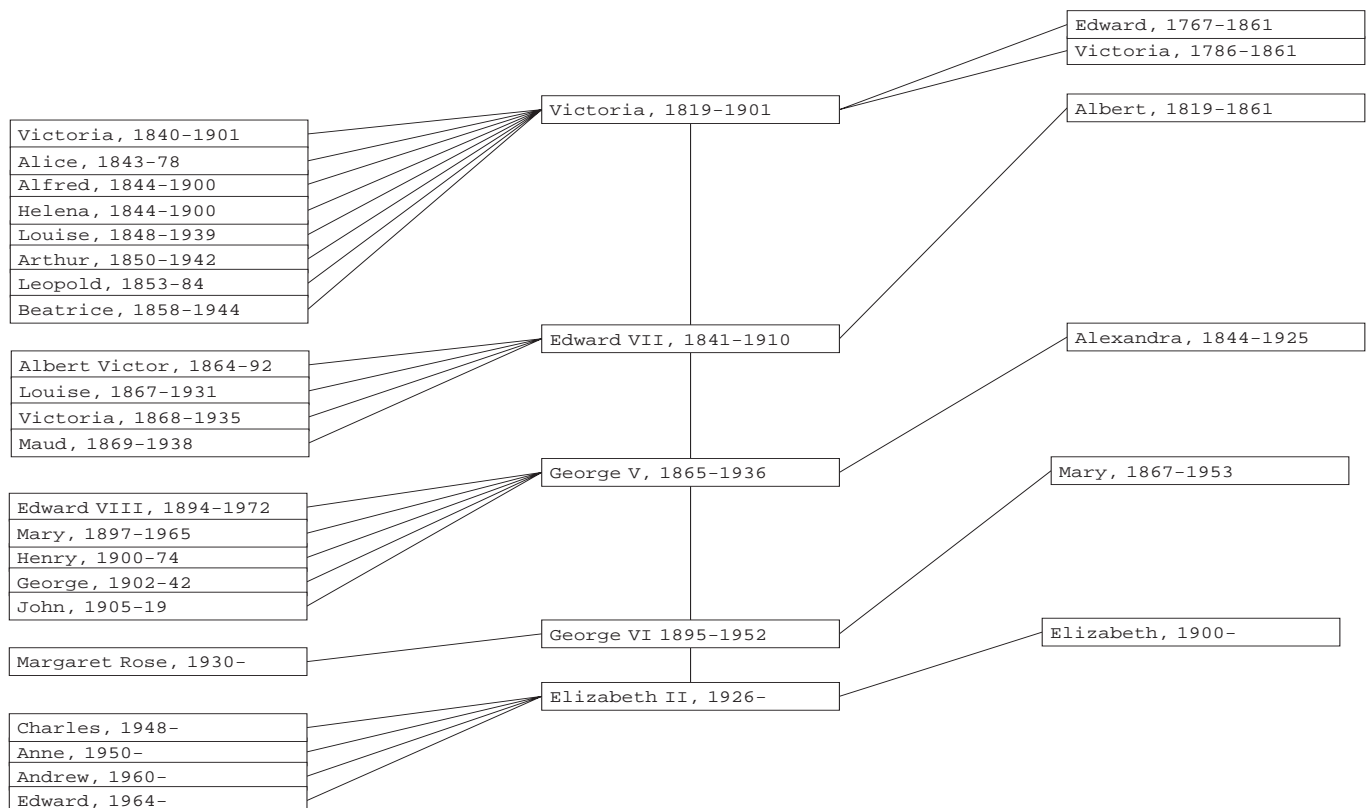 Edward, 1767-1861
Victoria, 1786-1861
Victoria, 1819-1901
Albert, 1819-1861
Victoria, 1840-1901
Alice, 1843-78
Alfred, 1844-1900
Helena, 1844-1900
Louise, 1848-1939
Arthur, 1850-1942
Leopold, 1853-84
Beatrice, 1858-1944
Edward VII, 1841-1910
Alexandra, 1844-1925
Albert Victor, 1864-92
Louise, 1867-1931
Victoria, 1868-1935
Maud, 1869-1938
George V, 1865-1936
Mary, 1867-1953
Edward VIII, 1894-1972
Mary, 1897-1965
Henry, 1900-74
George, 1902-42
John, 1905-19
George VI 1895-1952
Elizabeth, 1900-
Margaret Rose, 1930-
Elizabeth II, 1926-
Charles, 1948-
Anne, 1950-
Andrew, 1960-
Edward, 1964-